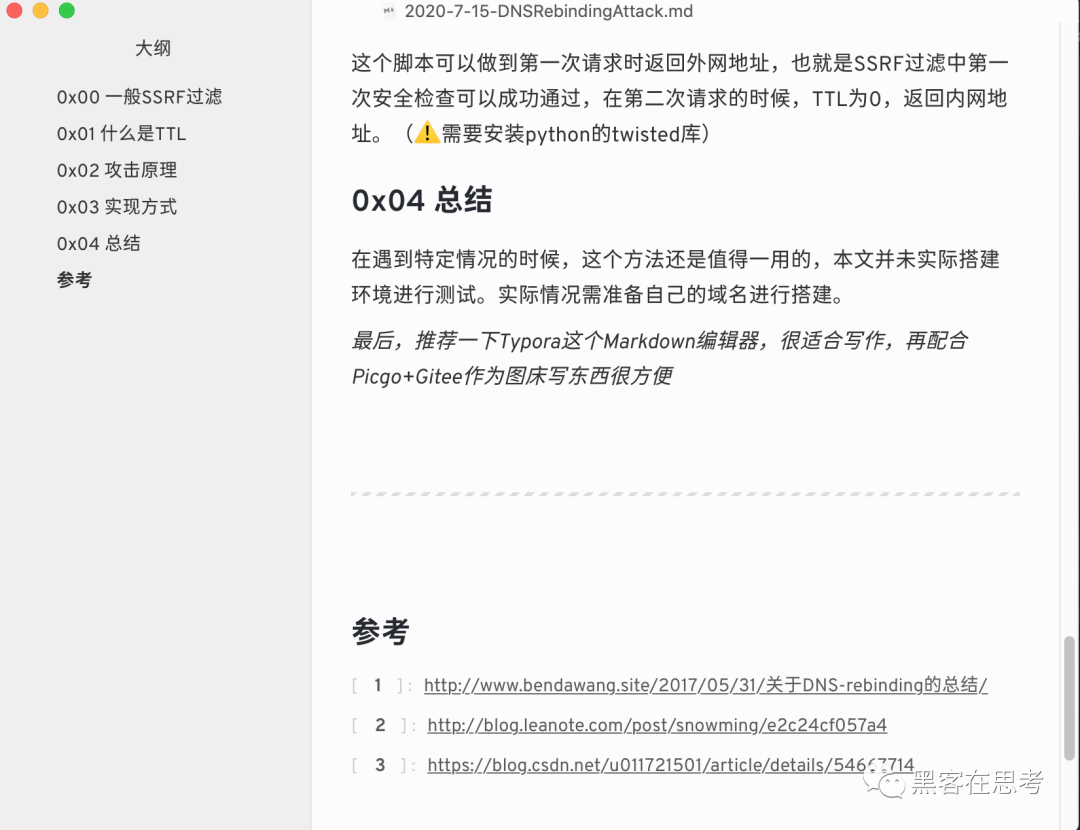 2020-7-15-DNSRebindingAttack.md
大纲
0x00 一般SSRF过滤
0x01 什么是TTL
0x02 攻击原理
0x03 实现方式
0x04 总结
参考
这个脚本可以做到第一次请求时返回外网地址，也就是SSRF过滤中第一
次安全检查可以成功通过，在第二次请求的时候，TTL为0，返回内网地
址。（⚠️需要安装python的twisted库）
0x04 总结
在遇到特定情况的时候，这个方法还是值得一用的，本文并未实际搭建
环境进行测试。实际情况需准备自己的域名进行搭建。
最后，推荐一下Typora这个Markdown编辑器，很适合写作，再配合
Picgo+Gitee作为图床写东西很方便
参考
[ 1 ]: http://www.bendawang.site/2017/05/31/关于DNS-rebinding的总结/
[ 2 ]: http://blog.leanote.com/post/snowming/e2c24cf057a4
[ 3 ]: https://blog.csdn.net/u011721501/article/details/54667714
黑客在思考